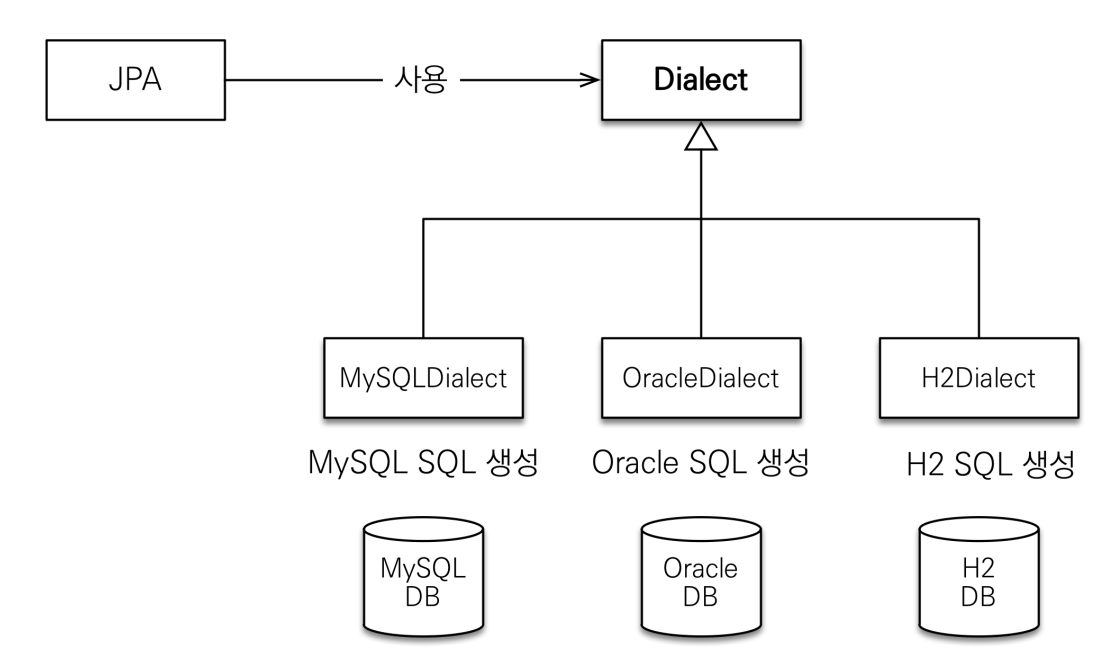 JPA
사용
Dialect
MySQLDialect
OracleDialect
H2Dialect
MySQL SQL 생성
Oracle SQL 생성
H2 SQL 생성
MySQL
DB
Oracle
DB
H2
DB